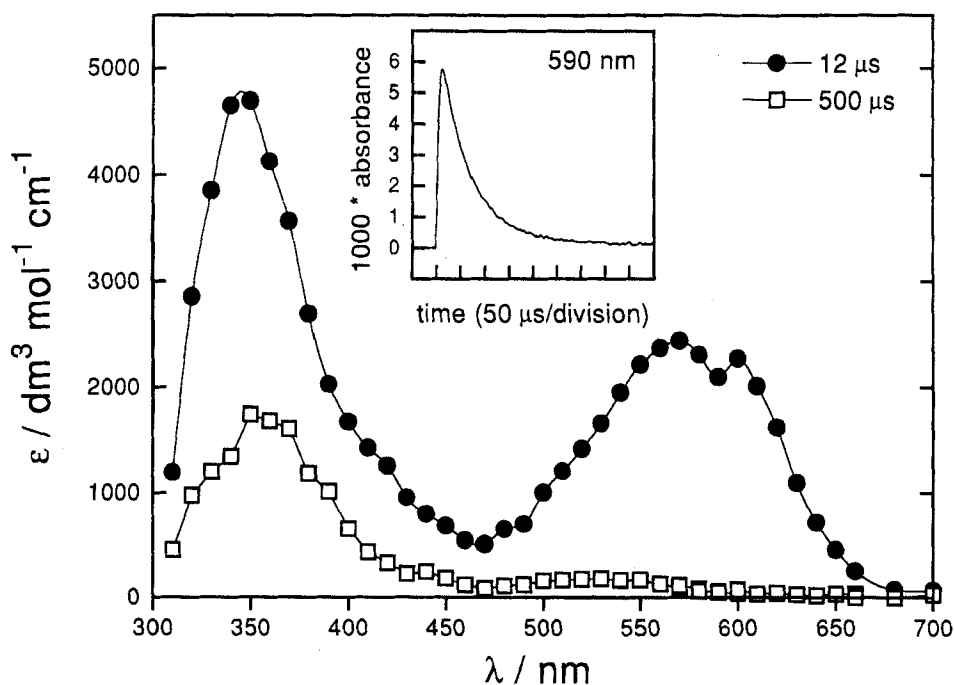 ε / dm³ mol⁻¹ cm⁻¹
5000
4000
3000
2000
1000
0
300 350 400 450 500 550 600 650 700
λ / nm
12 µs
500 µs
590 nm
1000 * absorbance
6
5
4
3
2
1
0
time (50 µs/division)